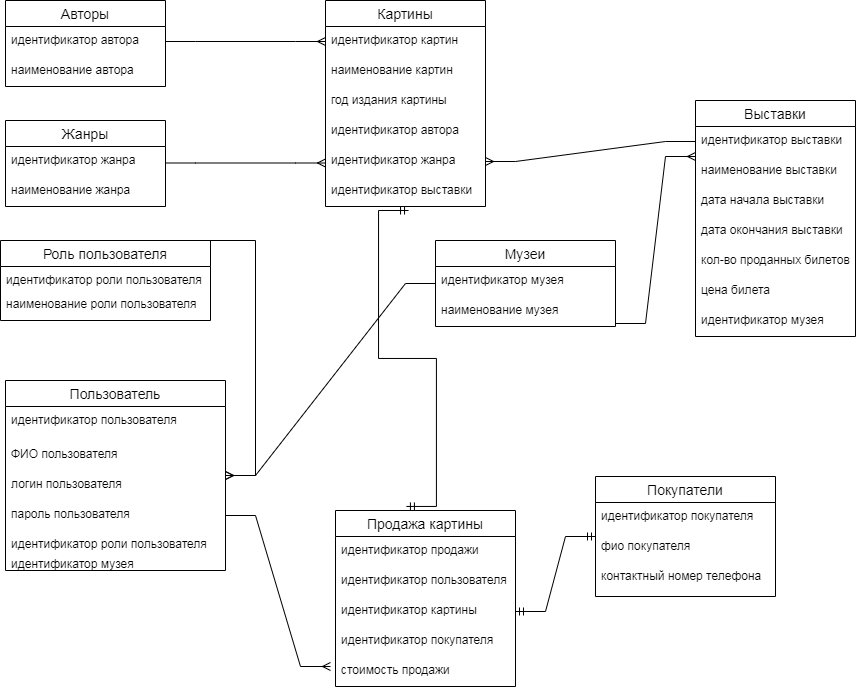 Авторы
идентификатор автора
наименование автора
Картины
идентификатор картин
наименование картин
год издания картины
идентификатор автора
идентификатор жанра
идентификатор выставки
Жанры
идентификатор жанра
наименование жанра
Выставки
идентификатор выставки
наименование выставки
дата начала выставки
дата окончания выставки
кол-во проданных билетов
цена билета
идентификатор музея
Роль пользователя
идентификатор роли пользователя
наименование роли пользователя
Музеи
идентификатор музея
наименование музея
Пользователь
идентификатор пользователя
ФИО пользователя
логин пользователя
пароль пользователя
идентификатор роли пользователя
идентификатор музея
Продажа картины
идентификатор продажи
идентификатор пользователя
идентификатор картины
идентификатор покупателя
стоимость продажи
Покупатели
идентификатор покупателя
фио покупателя
контактный номер телефона